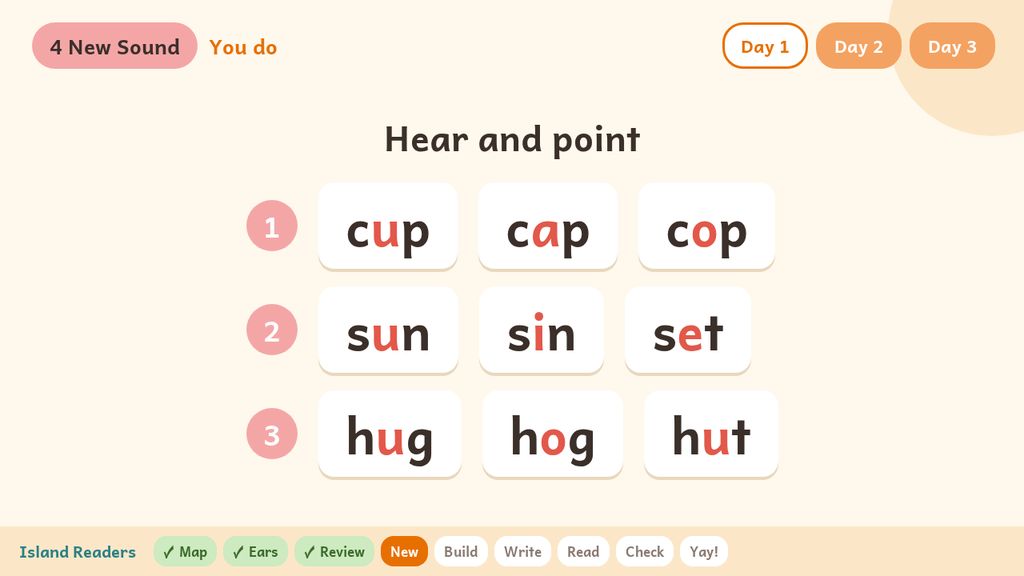 4 New Sound You do Day 1 Day 2 Day 3
Hear and point
1 cup cap cop
2 sun sin set
3 hug hog hut
Island Readers ✓ Map ✓ Ears ✓ Review New Build Write Read Check Yay!